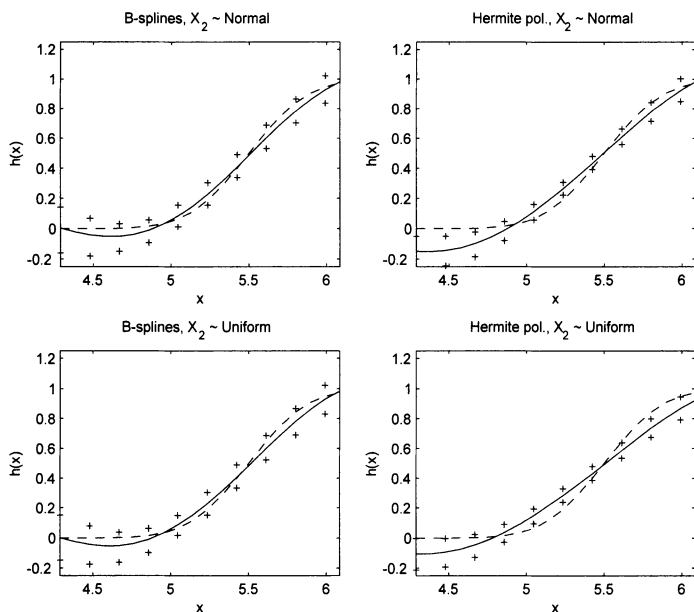 B-splines, X2 ~ Normal
1.2
1
0.8
0.6
0.4
0.2
0
-0.2
h(x)
4.5 5 5.5 6
x
Hermite pol., X2 ~ Normal
1.2
1
0.8
0.6
0.4
0.2
0
-0.2
h(x)
4.5 5 5.5 6
x
B-splines, X2 ~ Uniform
1.2
1
0.8
0.6
0.4
0.2
0
-0.2
h(x)
4.5 5 5.5 6
x
Hermite pol., X2 ~ Uniform
1.2
1
0.8
0.6
0.4
0.2
0
-0.2
h(x)
4.5 5 5.5 6
x